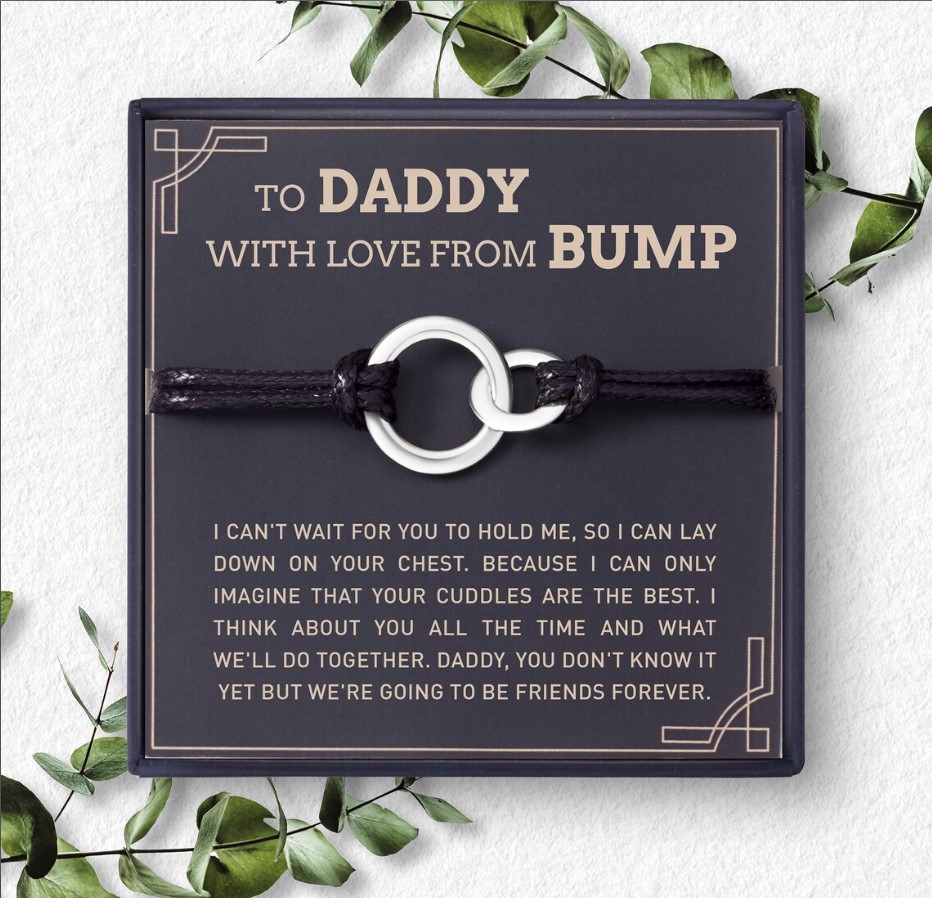 TO DADDY
WITH LOVE FROM BUMP
I CAN'T WAIT FOR YOU TO HOLD ME, SO I CAN LAY
DOWN ON YOUR CHEST. BECAUSE I CAN ONLY
IMAGINE THAT YOUR CUDDLES ARE THE BEST. I
THINK ABOUT YOU ALL THE TIME AND WHAT
WE'LL DO TOGETHER. DADDY, YOU DON'T KNOW IT
YET BUT WE'RE GOING TO BE FRIENDS FOREVER.